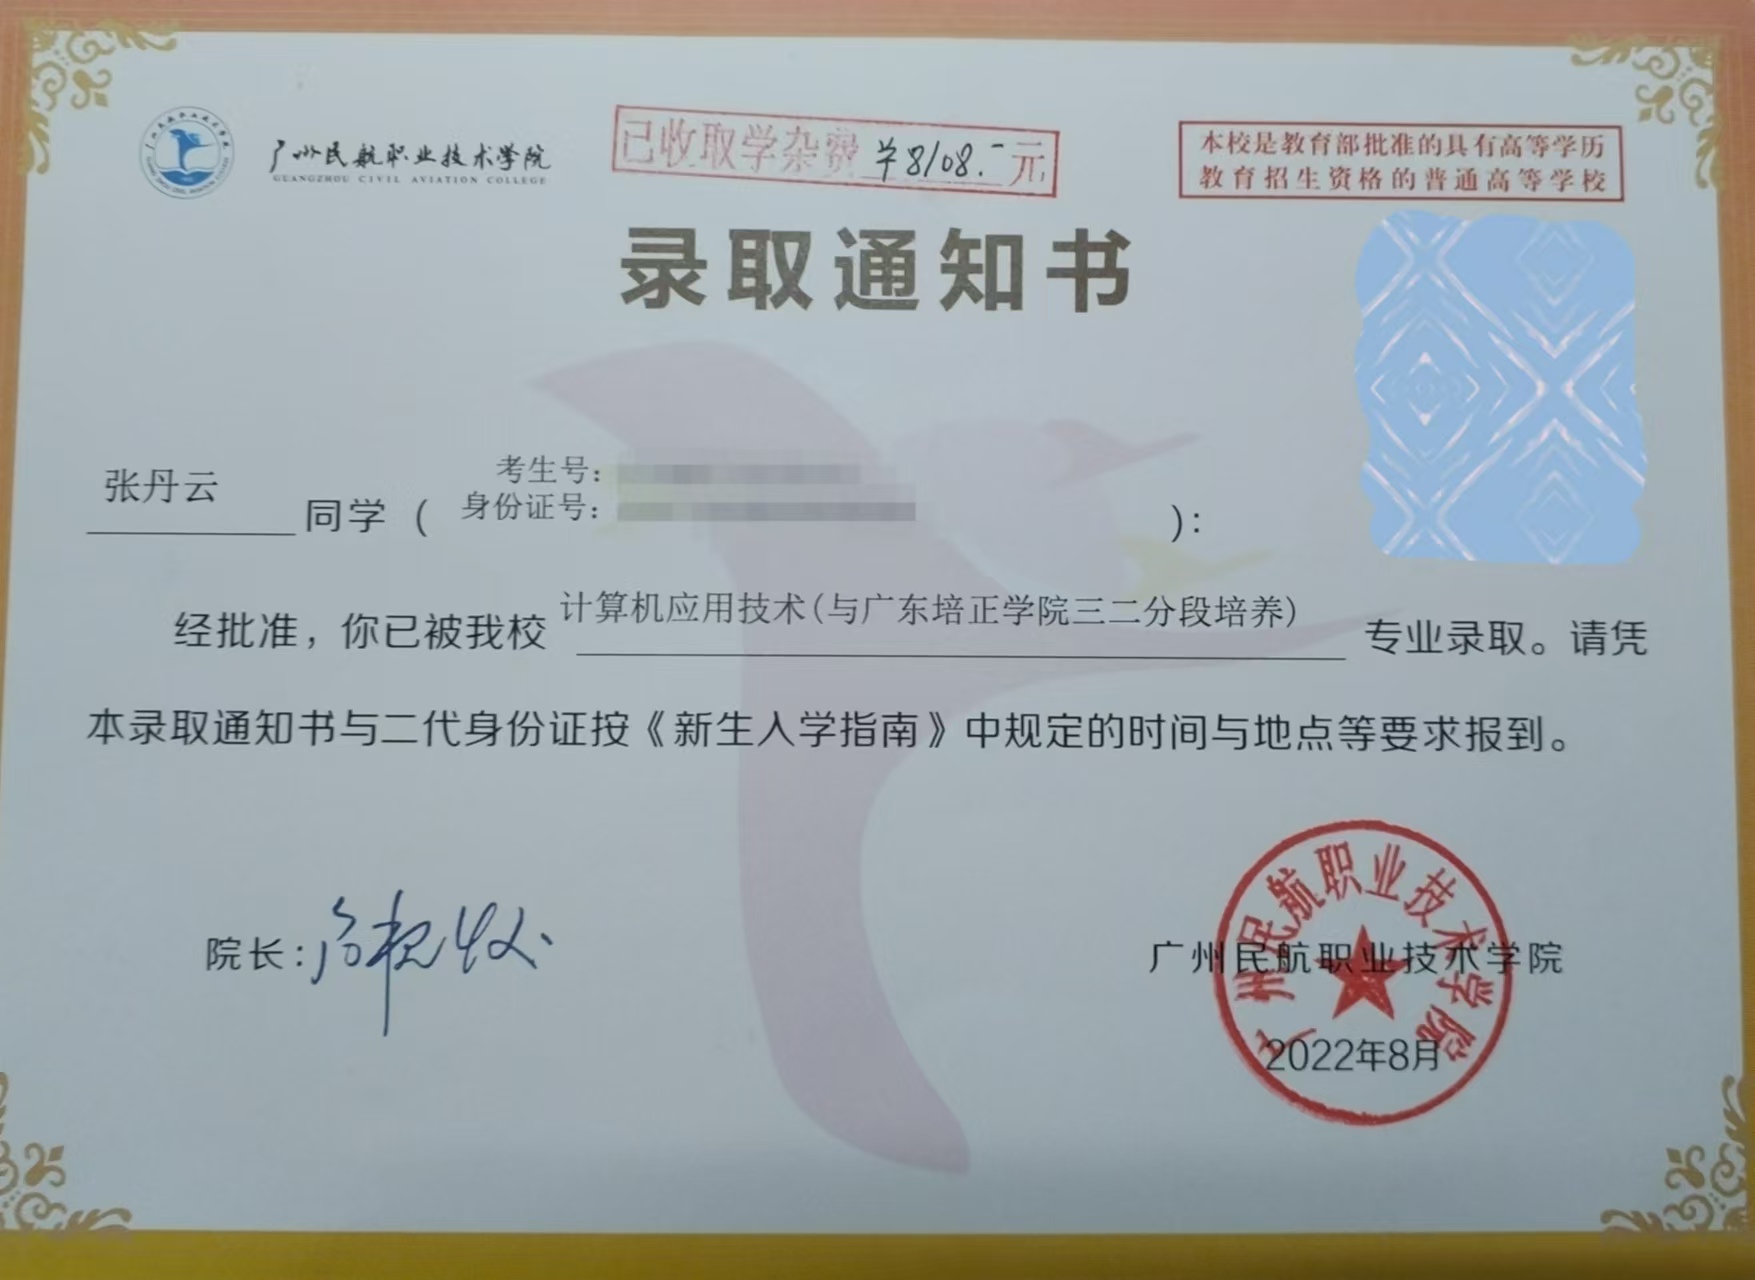 广州民航职业技术学院
GUANGZHOU CIVIL AVIATION COLLEGE
已收取学杂费 8108.- 元
本校是教育部批准的具有高等学历
教育招生资格的普通高等学校
录取通知书
考生号：
张丹云 同学（ 身份证号： ）：
经批准，你已被我校 计算机应用技术(与广东培正学院三二分段培养) 专业录取。请凭
本录取通知书与二代身份证按《新生入学指南》中规定的时间与地点等要求报到。
院长：
广州民航职业技术学院
广州民航职业技术学院
2022年8月